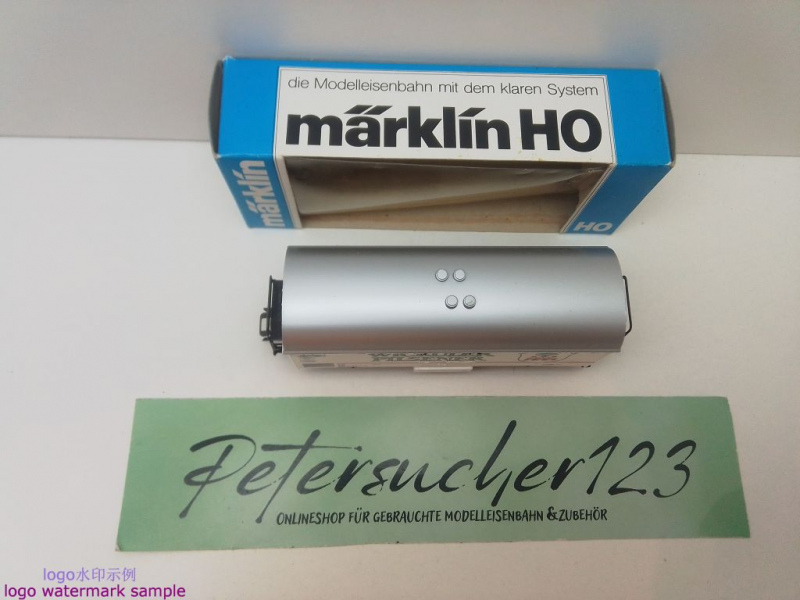 die Modelleisenbahn mit dem klaren System
märklin HO
märklin
HO
PILSENER
Petersucher123
ONLINESHOP FÜR GEBRAUCHTE MODELLEISENBAHN & ZUBEHÖR
logo水印示例
logo watermark sample